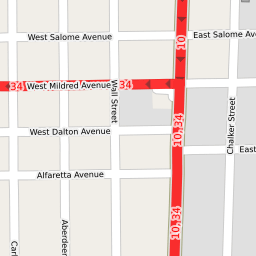 West Salome Avenue
East Salome Ave
10
34
West Mildred Avenue
34
Wall Street
Chalker Street
West Dalton Avenue
10, 34
East
Alfaretta Avenue
Aberdeen
10, 34